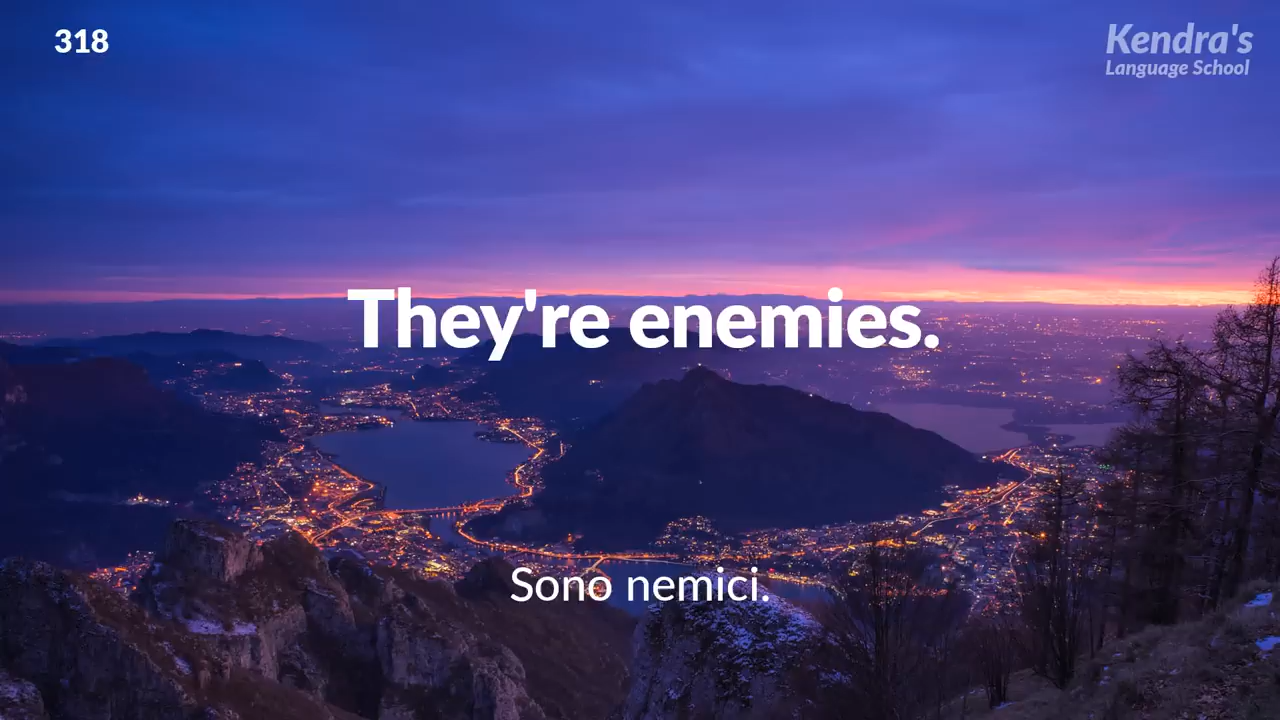 318
Kendra's
Language School
They're enemies.
Sono nemici.